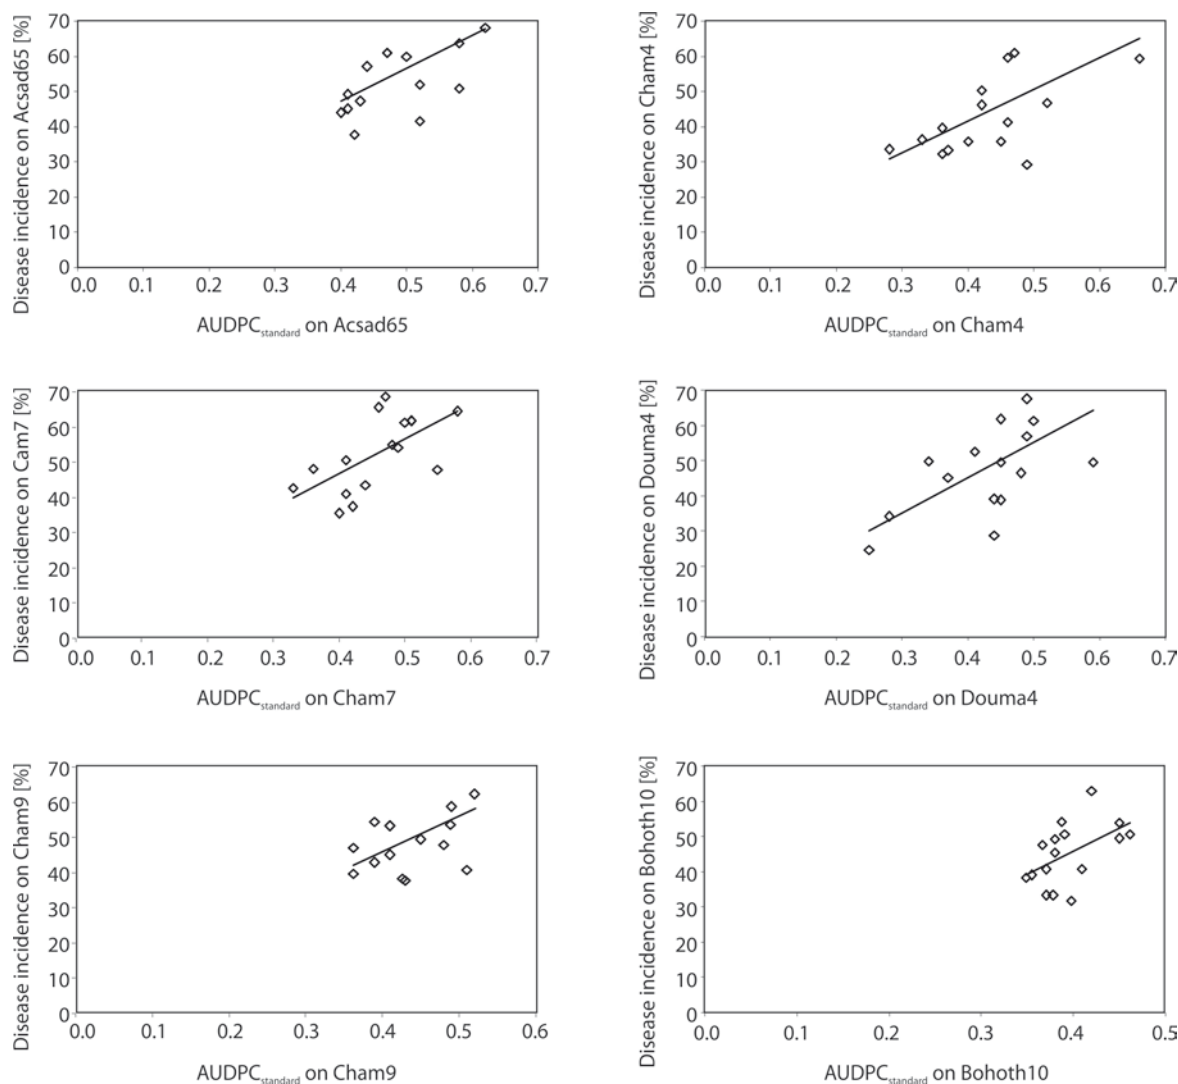 Disease incidence on Acsad65 [%]
70
60
50
40
30
20
10
0
0.0 0.1 0.2 0.3 0.4 0.5 0.6 0.7
AUDPCstandard on Acsad65
Disease incidence on Cham4 [%]
70
60
50
40
30
20
10
0
0.0 0.1 0.2 0.3 0.4 0.5 0.6 0.7
AUDPCstandard on Cham4
Disease incidence on Cam7 [%]
70
60
50
40
30
20
10
0
0.0 0.1 0.2 0.3 0.4 0.5 0.6 0.7
AUDPCstandard on Cham7
Disease incidence on Douma4 [%]
70
60
50
40
30
20
10
0
0.0 0.1 0.2 0.3 0.4 0.5 0.6 0.7
AUDPCstandard on Douma4
Disease incidence on Cham9 [%]
70
60
50
40
30
20
10
0
0.0 0.1 0.2 0.3 0.4 0.5 0.6
AUDPCstandard on Cham9
Disease incidence on Bohoth10 [%]
70
60
50
40
30
20
10
0
0.0 0.1 0.2 0.3 0.4 0.5
AUDPCstandard on Bohoth10